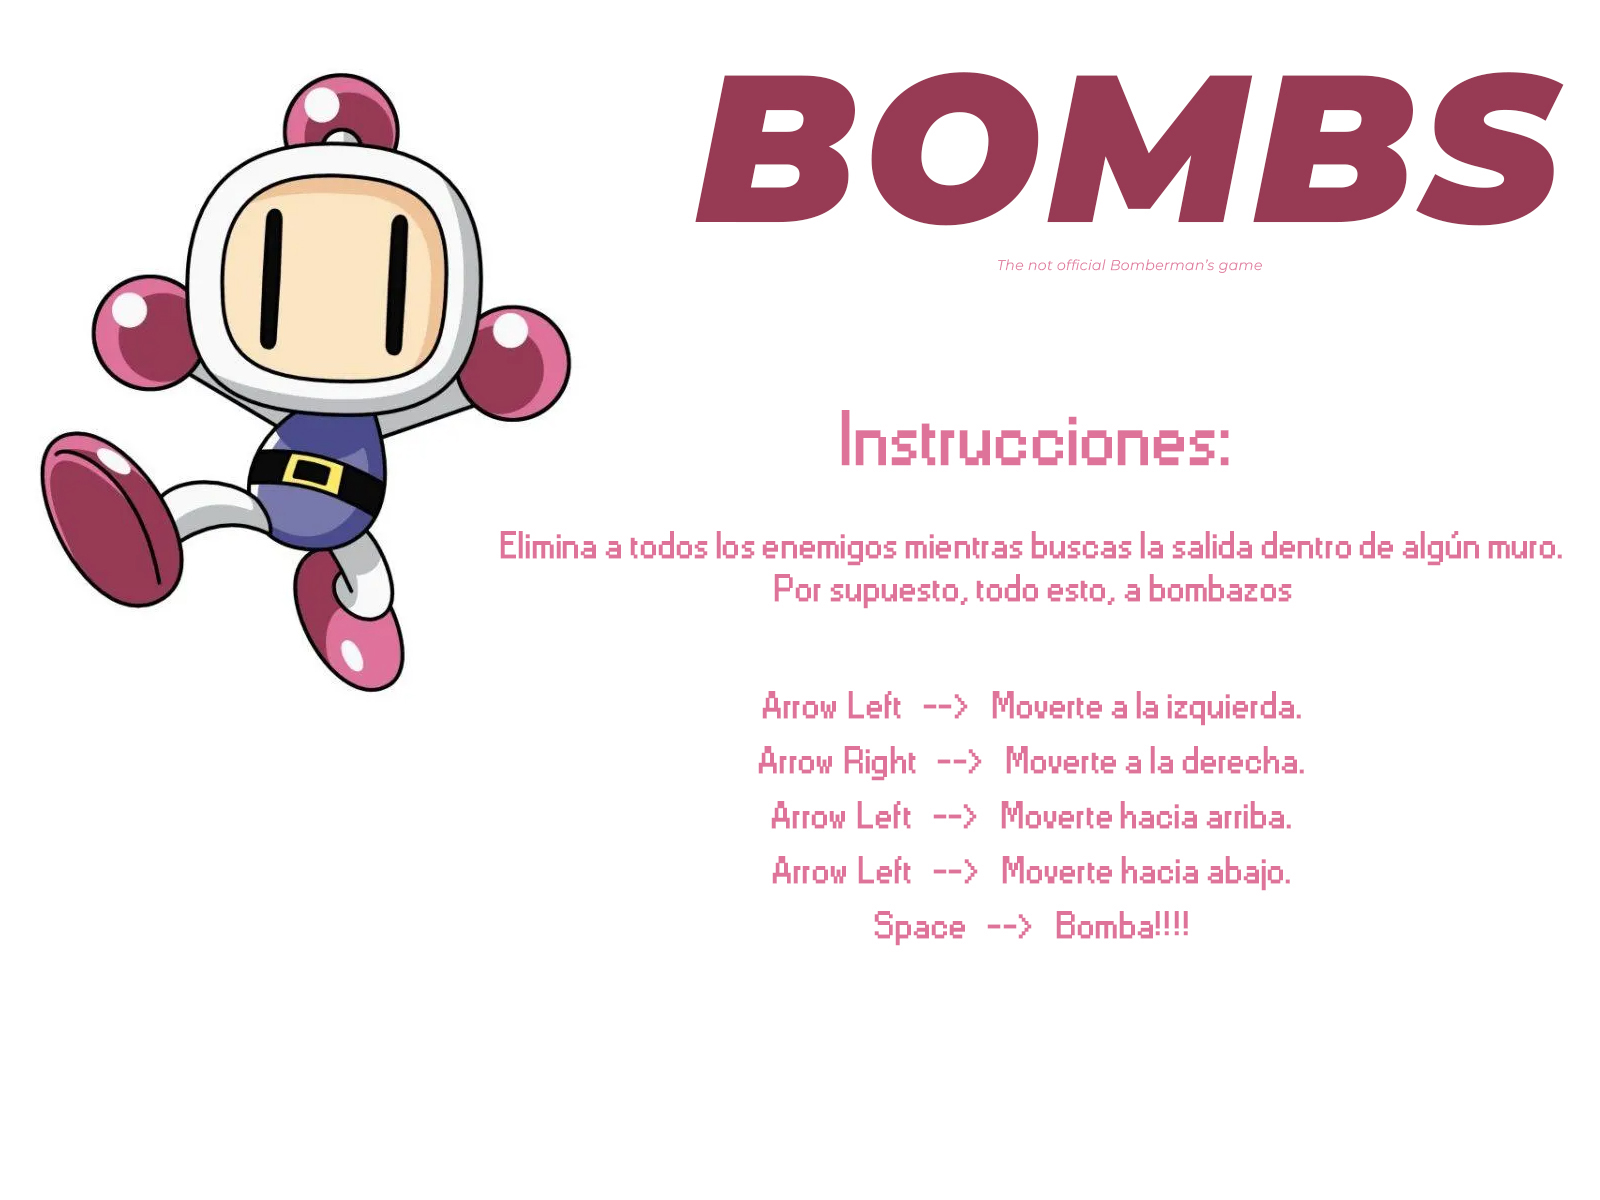 BOMBS
The not official Bomberman's game
Instrucciones:
Elimina a todos los enemigos mientras buscas la salida dentro de algún muro.
Por supuesto, todo esto, a bombazos
Arrow Left --> Moverte a la izquierda.
Arrow Right --> Moverte a la derecha.
Arrow Left --> Moverte hacia arriba.
Arrow Left --> Moverte hacia abajo.
Space --> Bomba!!!!